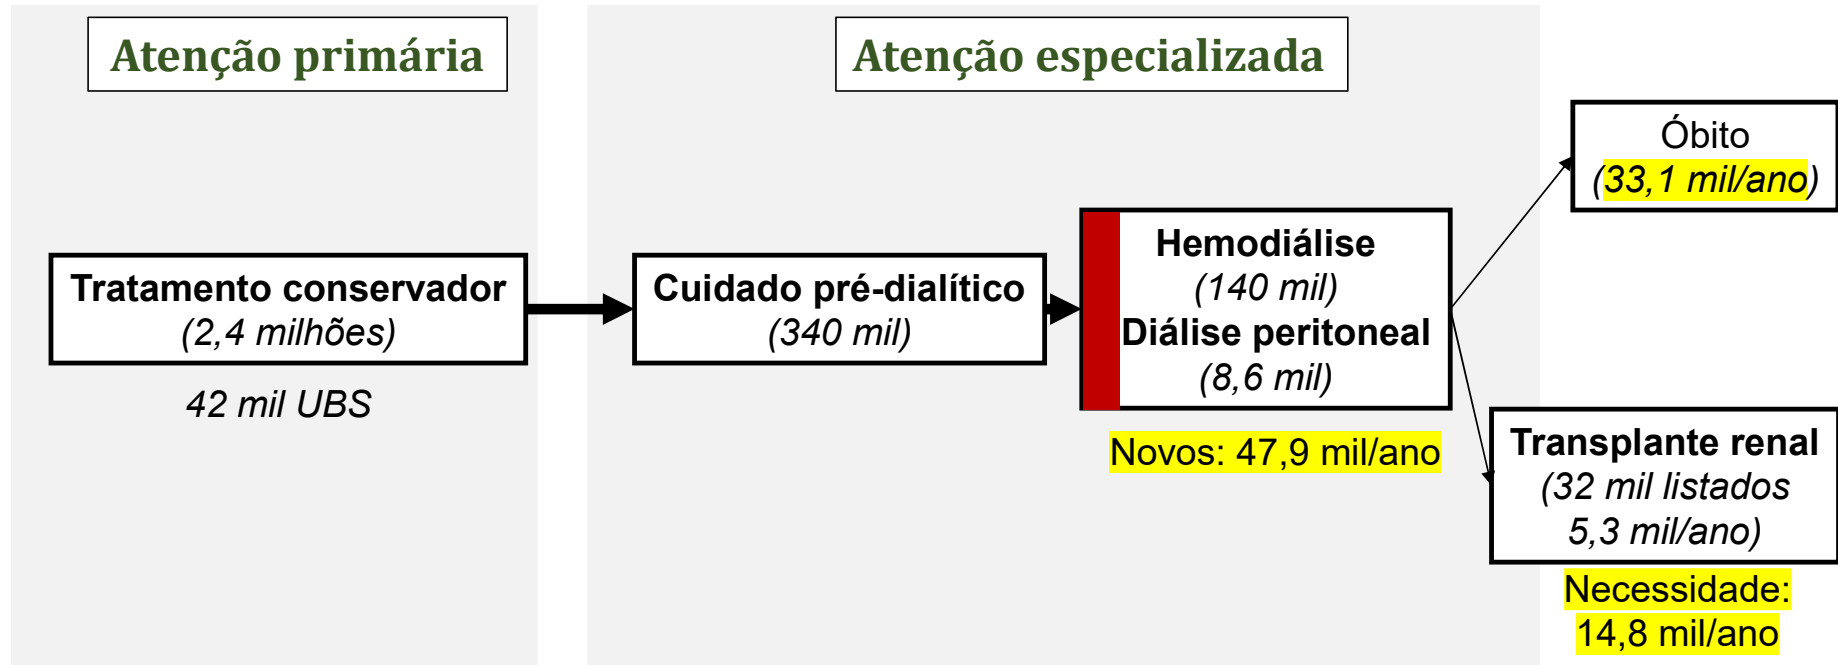 Atenção primária
Atenção especializada
Óbito
(33,1 mil/ano)
Tratamento conservador
(2,4 milhões)
42 mil UBS
Cuidado pré-dialítico
(340 mil)
Hemodiálise
(140 mil)
Diálise peritoneal
(8,6 mil)
Novos: 47,9 mil/ano
Transplante renal
(32 mil listados
5,3 mil/ano)
Necessidade:
14,8 mil/ano